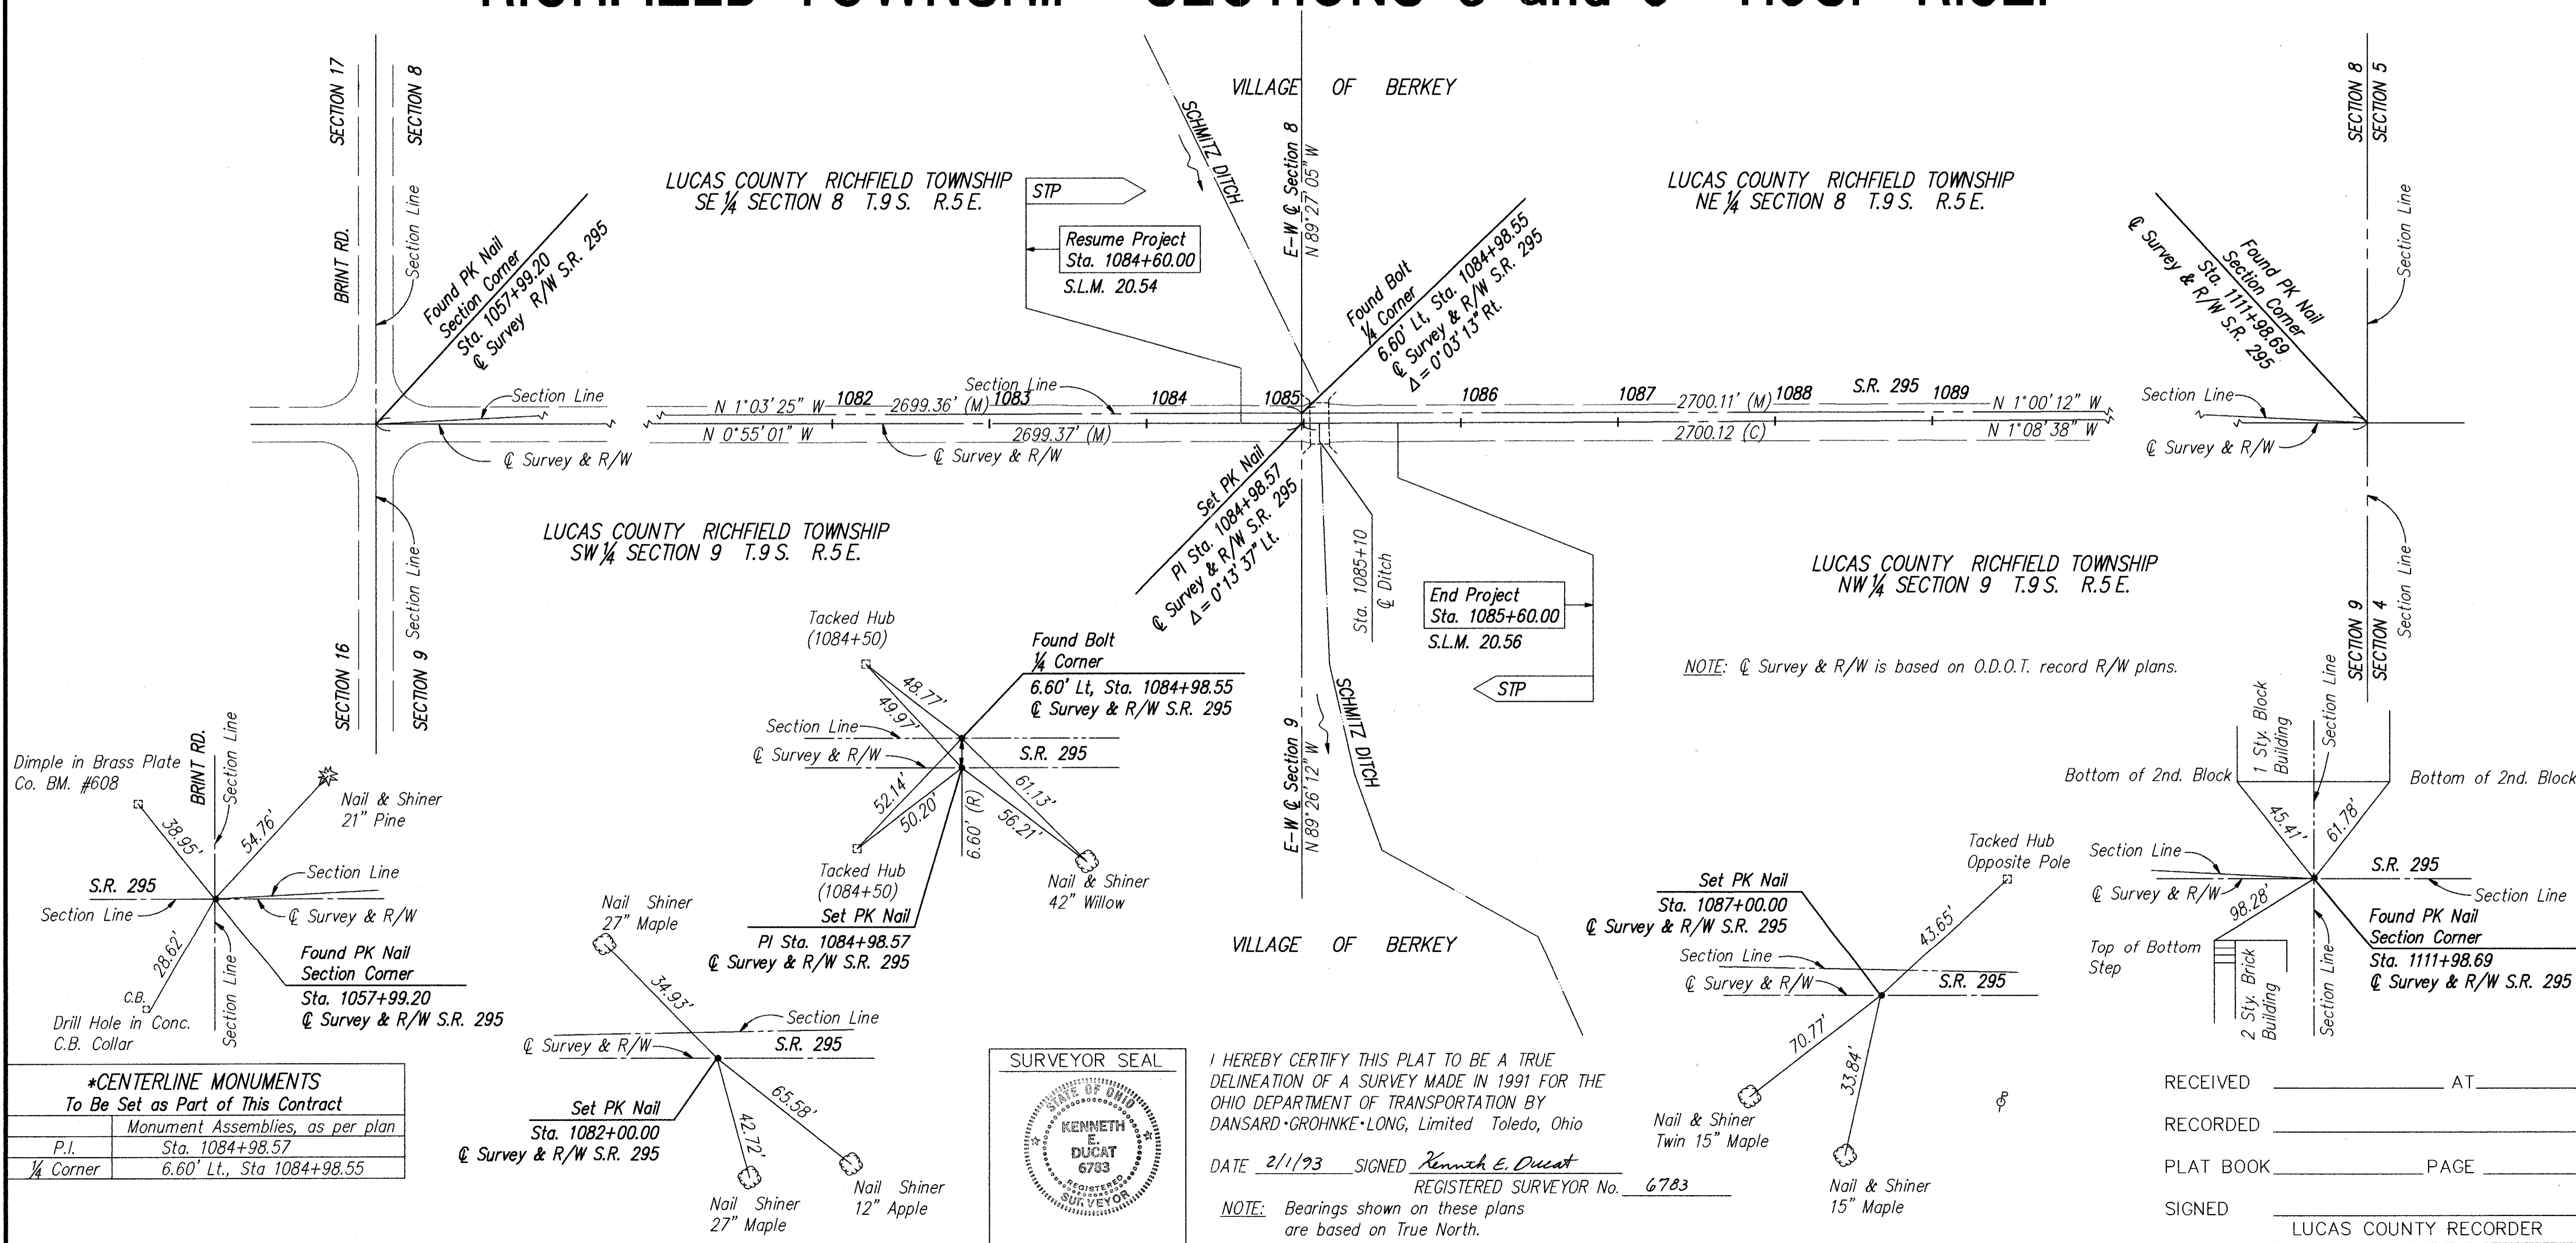 VILLAGE OF BERKEY
SECTION 17
SECTION 8
BRINT RD.
Section Line
Found PK Nail
Section Corner
Sta. 1057+99.20
℄ Survey R/W S.R. 295
LUCAS COUNTY RICHFIELD TOWNSHIP
SE ¼ SECTION 8 T.9 S. R.5 E.
STP
Resume Project
Sta. 1084+60.00
S.L.M. 20.54
SCHMITZ DITCH
E-W ℄ Section 8
N 89°27'05" W
Found Bolt
¼ Corner
6.60' Lt, Sta. 1084+98.55
℄ Survey & R/W S.R. 295
Δ = 0°03'13" Rt.
LUCAS COUNTY RICHFIELD TOWNSHIP
NE ¼ SECTION 8 T.9 S. R.5 E.
Found PK Nail
Section Corner
Sta. 1111+98.69
℄ Survey & R/W S.R. 295
SECTION 8
SECTION 5
Section Line
Section Line
N 1°03'25" W 1082 2699.36' (M) 1083 Section Line 1084 1085 1086 1087 2700.11' (M) 1088 S.R. 295 1089 N 1°00'12" W
Section Line
N 0°55'01" W 2699.37' (M) 2700.12 (C) N 1°08'38" W
℄ Survey & R/W
℄ Survey & R/W
℄ Survey & R/W
Set PK Nail
PI Sta. 1084+98.57
℄ Survey & R/W S.R. 295
Δ = 0°13'37" Lt.
LUCAS COUNTY RICHFIELD TOWNSHIP
SW ¼ SECTION 9 T.9 S. R.5 E.
SECTION 16
SECTION 9
Section Line
Sta. 1085+10
℄ Ditch
End Project
Sta. 1085+60.00
S.L.M. 20.56
STP
LUCAS COUNTY RICHFIELD TOWNSHIP
NW ¼ SECTION 9 T.9 S. R.5 E.
SECTION 9
SECTION 4
Section Line
NOTE: ℄ Survey & R/W is based on O.D.O.T. record R/W plans.
E-W ℄ Section 9
N 89°26'12" W
SCHMITZ DITCH
VILLAGE OF BERKEY
Dimple in Brass Plate
Co. BM. #608
BRINT RD.
Section Line
Nail & Shiner
21" Pine
38.95'
54.76'
S.R. 295
Section Line
Section Line
℄ Survey & R/W
28.62'
C.B.
Drill Hole in Conc.
C.B. Collar
Section Line
Found PK Nail
Section Corner
Sta. 1057+99.20
℄ Survey & R/W S.R. 295
Tacked Hub
(1084+50)
Found Bolt
¼ Corner
6.60' Lt, Sta. 1084+98.55
℄ Survey & R/W S.R. 295
48.77'
49.97'
Section Line
℄ Survey & R/W
S.R. 295
52.14'
50.20'
6.60' (R)
61.13'
56.21'
Tacked Hub
(1084+50)
Nail & Shiner
42" Willow
Set PK Nail
PI Sta. 1084+98.57
℄ Survey & R/W S.R. 295
Nail Shiner
27" Maple
34.93'
Section Line
℄ Survey & R/W
S.R. 295
Set PK Nail
Sta. 1082+00.00
℄ Survey & R/W S.R. 295
65.58'
42.72'
Nail Shiner
12" Apple
Nail Shiner
27" Maple
Set PK Nail
Sta. 1087+00.00
℄ Survey & R/W S.R. 295
Tacked Hub
Opposite Pole
43.65'
Section Line
℄ Survey & R/W
S.R. 295
70.77'
33.84'
Nail & Shiner
Twin 15" Maple
Nail & Shiner
15" Maple
1 Sty. Block
Building
Section Line
Bottom of 2nd. Block
Bottom of 2nd. Block
45.41'
61.78'
Section Line
℄ Survey & R/W
S.R. 295
Section Line
98.28'
Top of Bottom
Step
2 Sty. Brick
Building
Section Line
Found PK Nail
Section Corner
Sta. 1111+98.69
℄ Survey & R/W S.R. 295
*CENTERLINE MONUMENTS
To Be Set as Part of This Contract
Monument Assemblies, as per plan
P.I. Sta. 1084+98.57
¼ Corner 6.60' Lt., Sta 1084+98.55
SURVEYOR SEAL
STATE OF OHIO
KENNETH
E.
DUCAT
6783
REGISTERED
SURVEYOR
I HEREBY CERTIFY THIS PLAT TO BE A TRUE
DELINEATION OF A SURVEY MADE IN 1991 FOR THE
OHIO DEPARTMENT OF TRANSPORTATION BY
DANSARD•GROHNKE•LONG, Limited Toledo, Ohio
DATE 2/1/93 SIGNED Kenneth E. Ducat
REGISTERED SURVEYOR No. 6783
NOTE: Bearings shown on these plans
are based on True North.
RECEIVED AT
RECORDED
PLAT BOOK PAGE
SIGNED
LUCAS COUNTY RECORDER